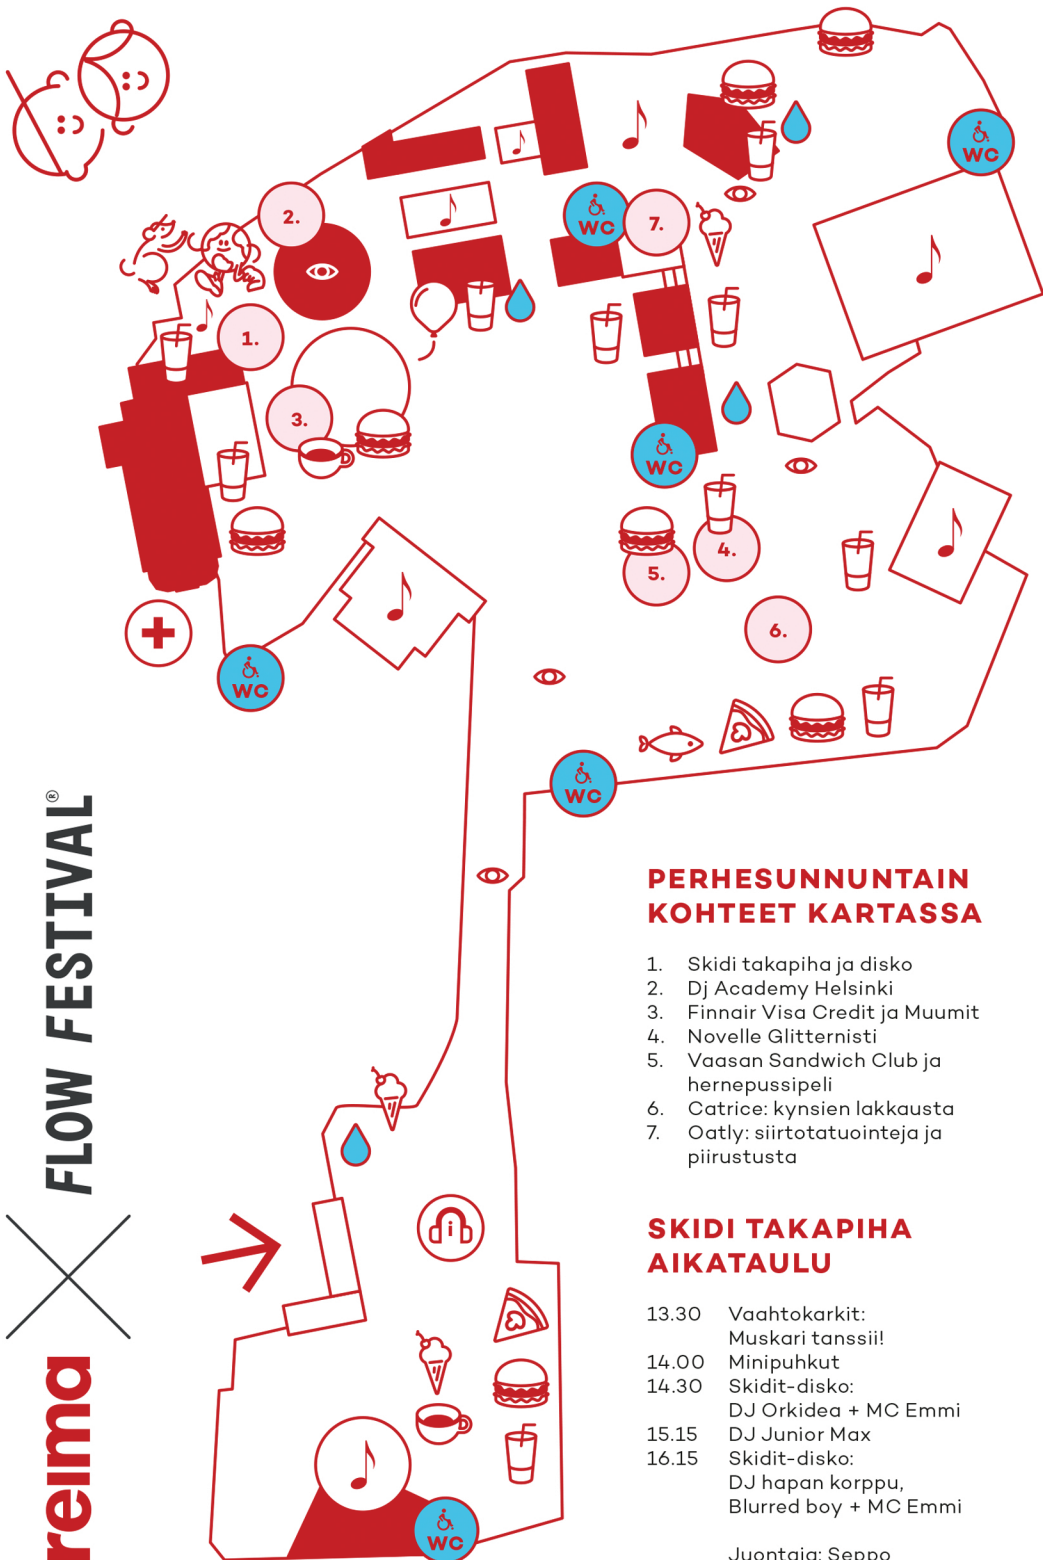 WC
2.
WC
7.
1.
3.
WC
4.
5.
6.
WC
WC
FLOW FESTIVAL®
PERHESUNNUNTAIN
KOHTEET KARTASSA
1. Skidi takapiha ja disko
2. Dj Academy Helsinki
3. Finnair Visa Credit ja Muumit
4. Novelle Glitternisti
5. Vaasan Sandwich Club ja
hernepussipeli
6. Catrice: kynsien lakkausta
7. Oatly: siirtotatuointeja ja
piirustusta
i
SKIDI TAKAPIHA
AIKATAULU
13.30 Vaahtokarkit:
Muskari tanssii!
14.00 Minipuhkut
14.30 Skidit-disko:
DJ Orkidea + MC Emmi
15.15 DJ Junior Max
16.15 Skidit-disko:
DJ hapan korppu,
Blurred boy + MC Emmi
Juontaja: Seppo
reima
WC